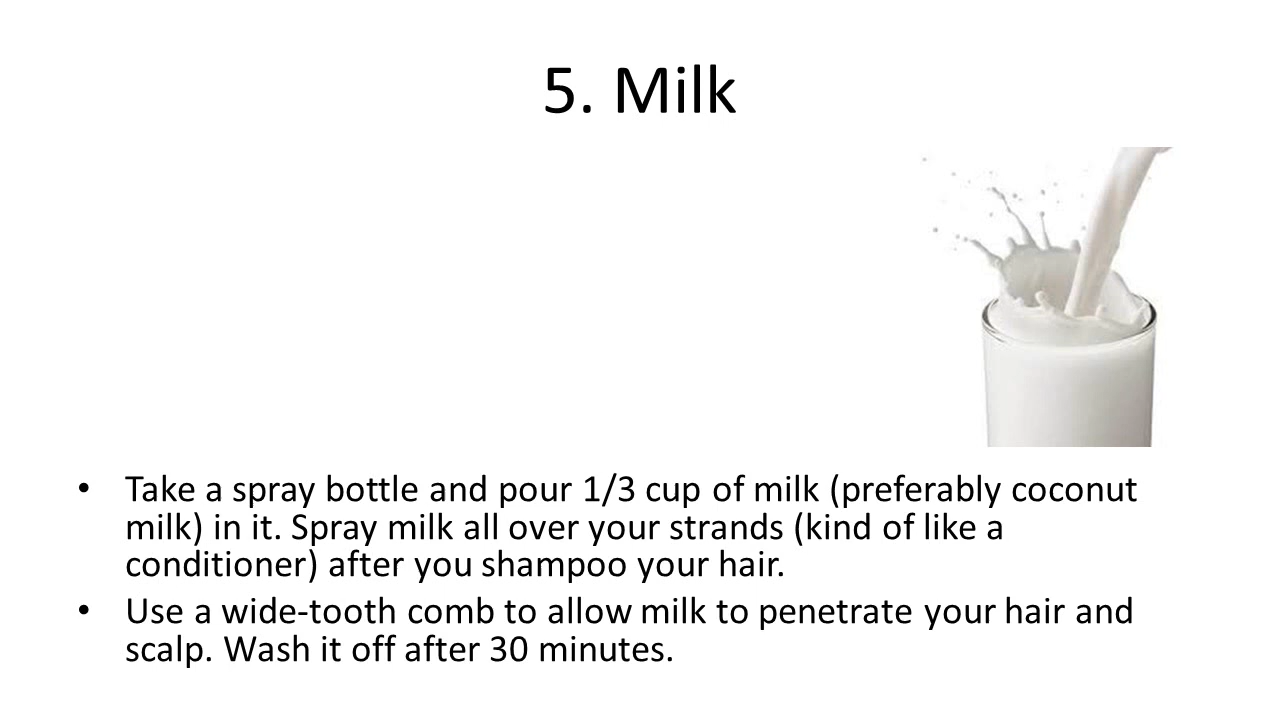 5. Milk
• Take a spray bottle and pour 1/3 cup of milk (preferably coconut
milk) in it. Spray milk all over your strands (kind of like a
conditioner) after you shampoo your hair.
• Use a wide-tooth comb to allow milk to penetrate your hair and
scalp. Wash it off after 30 minutes.